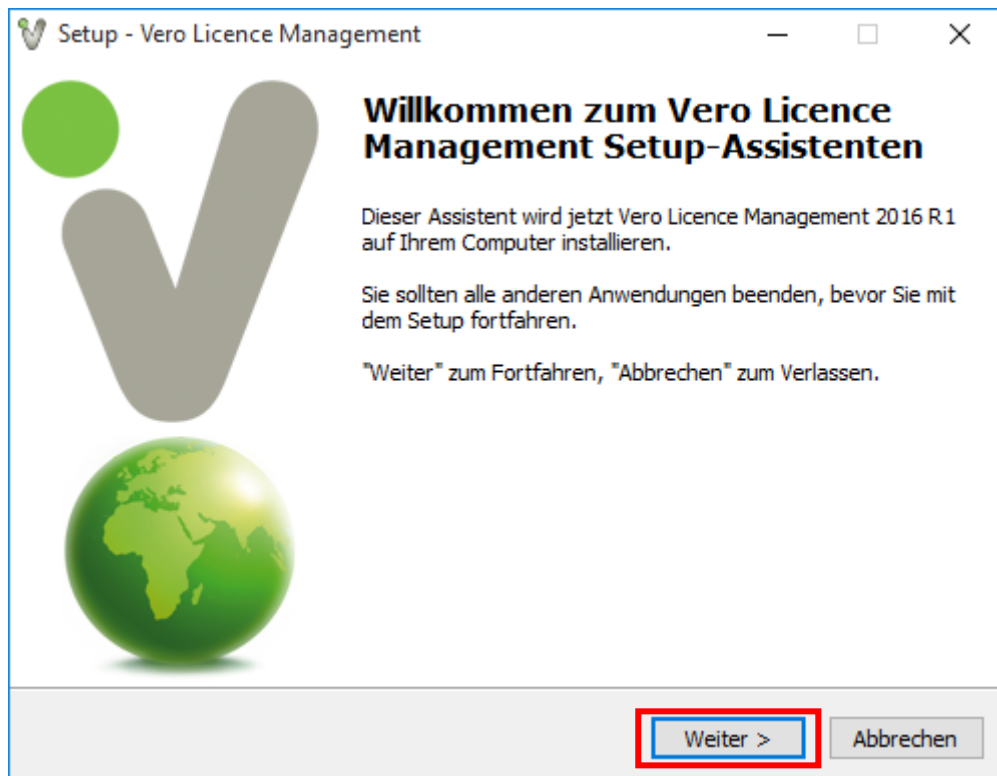 Setup - Vero Licence Management
Willkommen zum Vero Licence
Management Setup-Assistenten
Dieser Assistent wird jetzt Vero Licence Management 2016 R1
auf Ihrem Computer installieren.
Sie sollten alle anderen Anwendungen beenden, bevor Sie mit
dem Setup fortfahren.
"Weiter" zum Fortfahren, "Abbrechen" zum Verlassen.
Weiter >
Abbrechen